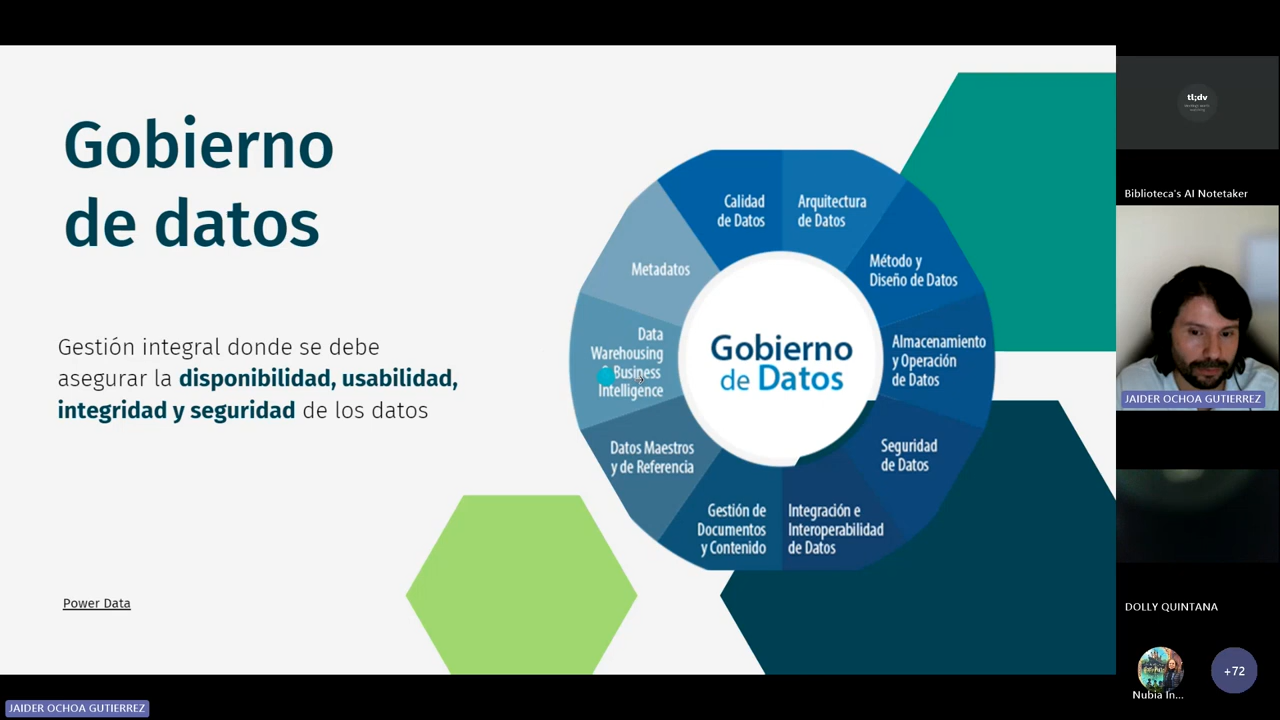 Gobierno
de datos
Gestión integral donde se debe
asegurar la disponibilidad, usabilidad,
integridad y seguridad de los datos
Power Data
Calidad
de Datos
Arquitectura
de Datos
Método y
Diseño de Datos
Almacenamiento
y Operación
de Datos
Seguridad
de Datos
Integración e
Interoperabilidad
de Datos
Gestión de
Documentos
y Contenido
Datos Maestros
y de Referencia
Data
Warehousing
Business
Intelligence
Metadatos
Gobierno
de Datos
tl;dv
Biblioteca's AI Notetaker
JAIDER OCHOA GUTIERREZ
DOLLY QUINTANA
Nubia In...
+72
JAIDER OCHOA GUTIERREZ